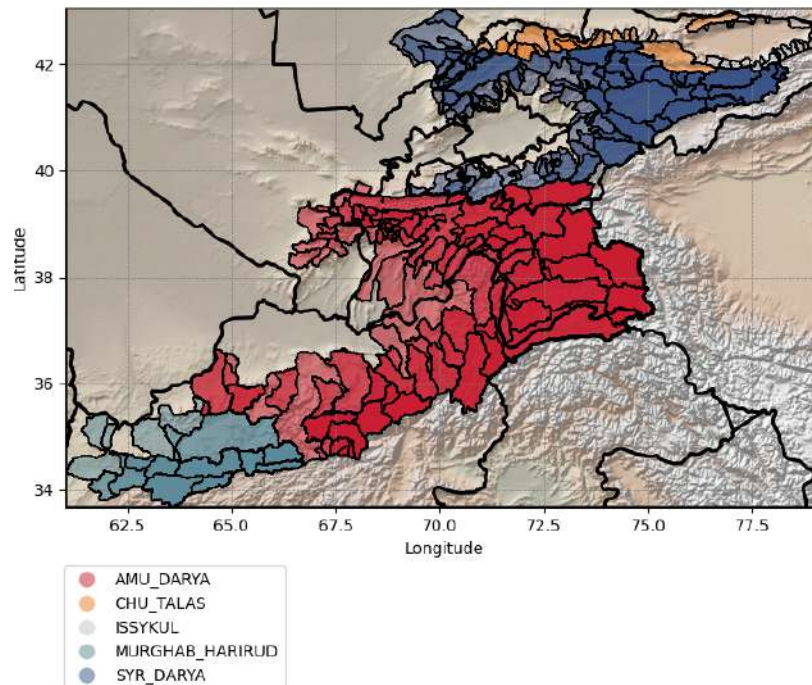 42
40
38
36
34
Latitude
62.5 65.0 67.5 70.0 72.5 75.0 77.5
Longitude
AMU_DARYA
CHU_TALAS
ISSYKUL
MURGHAB_HARIRUD
SYR_DARYA